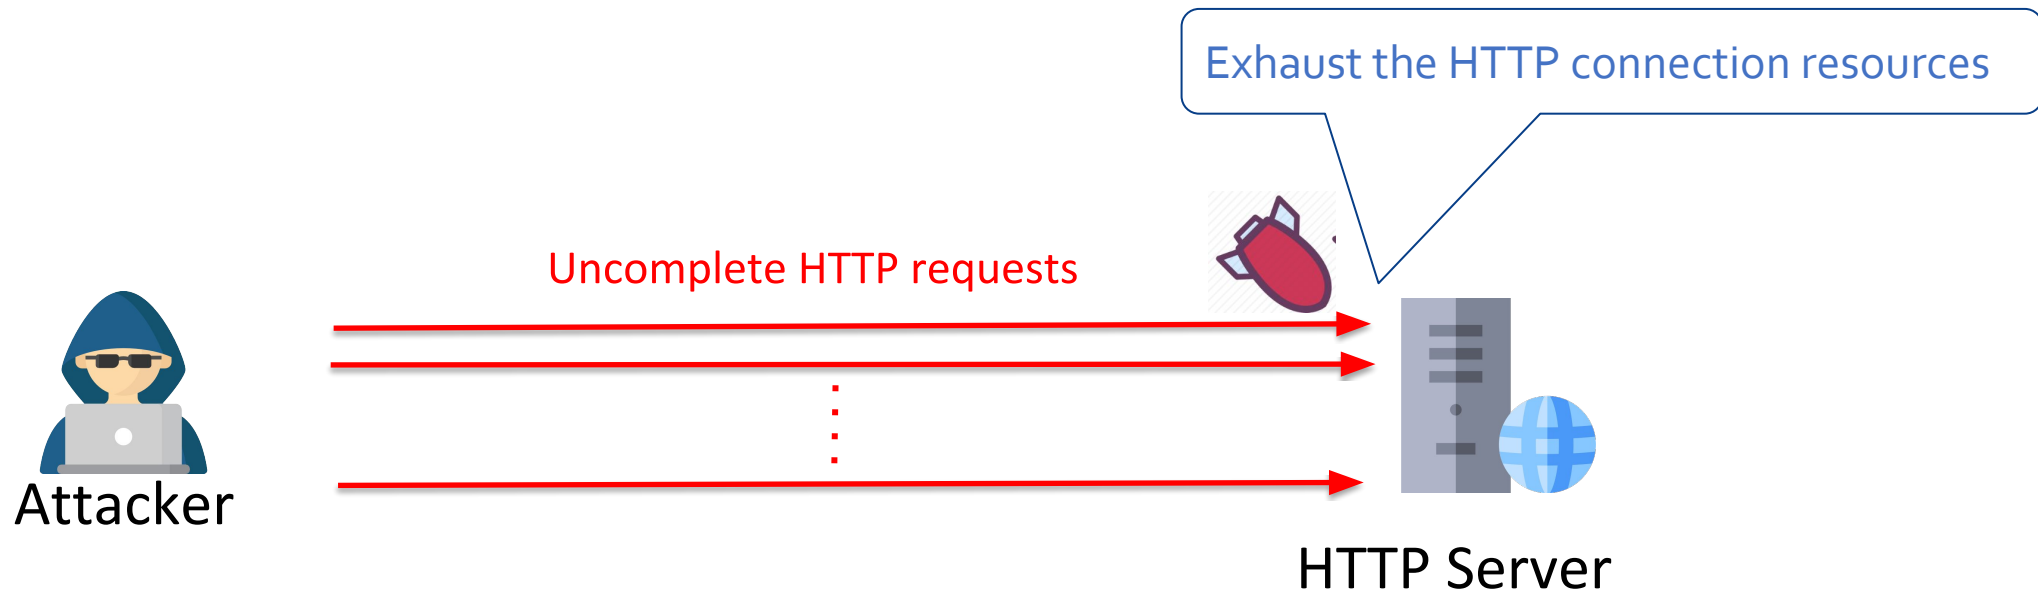 Exhaust the HTTP connection resources
Uncomplete HTTP requests
Attacker
HTTP Server